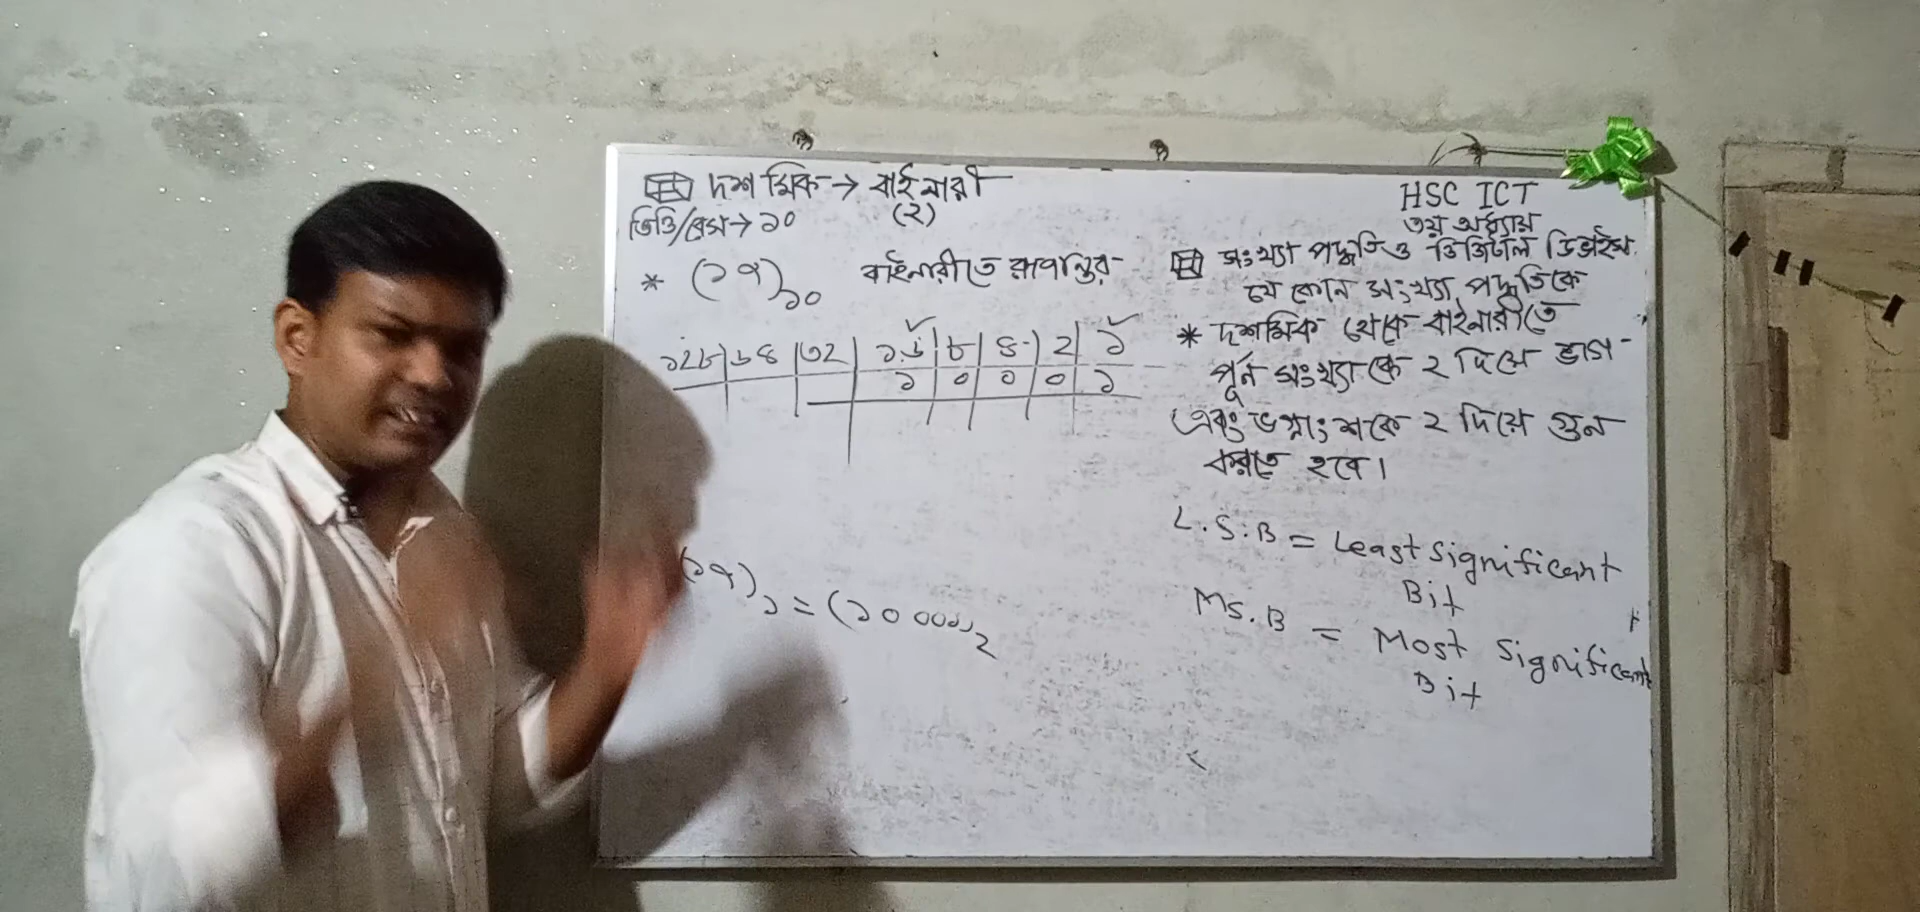 দশমিক → বাইনারী
(২)
ভিত্তি/বেস → ১০
* (১৭)১০ বাইনারীতে রূপান্তর
১২৮ ৬৪ ৩২ ১৬ ৮ ৪ ২ ১
১ ০ ০ ০ ১
(১৭)১ = (১০০০১)২
HSC ICT
৩য় অধ্যায়
সংখ্যা পদ্ধতি ও ডিজিটাল ডিভাইস
যে কোন সংখ্যা পদ্ধতিকে
* দশমিক থেকে বাইনারীতে
পূর্ন সংখ্যাকে ২ দিয়ে ভাগ
এবং ভগ্নাংশকে ২ দিয়ে গুন
করতে হবে।
L.S.B = Least Significant
Bit
MS.B = Most Significant
Bit